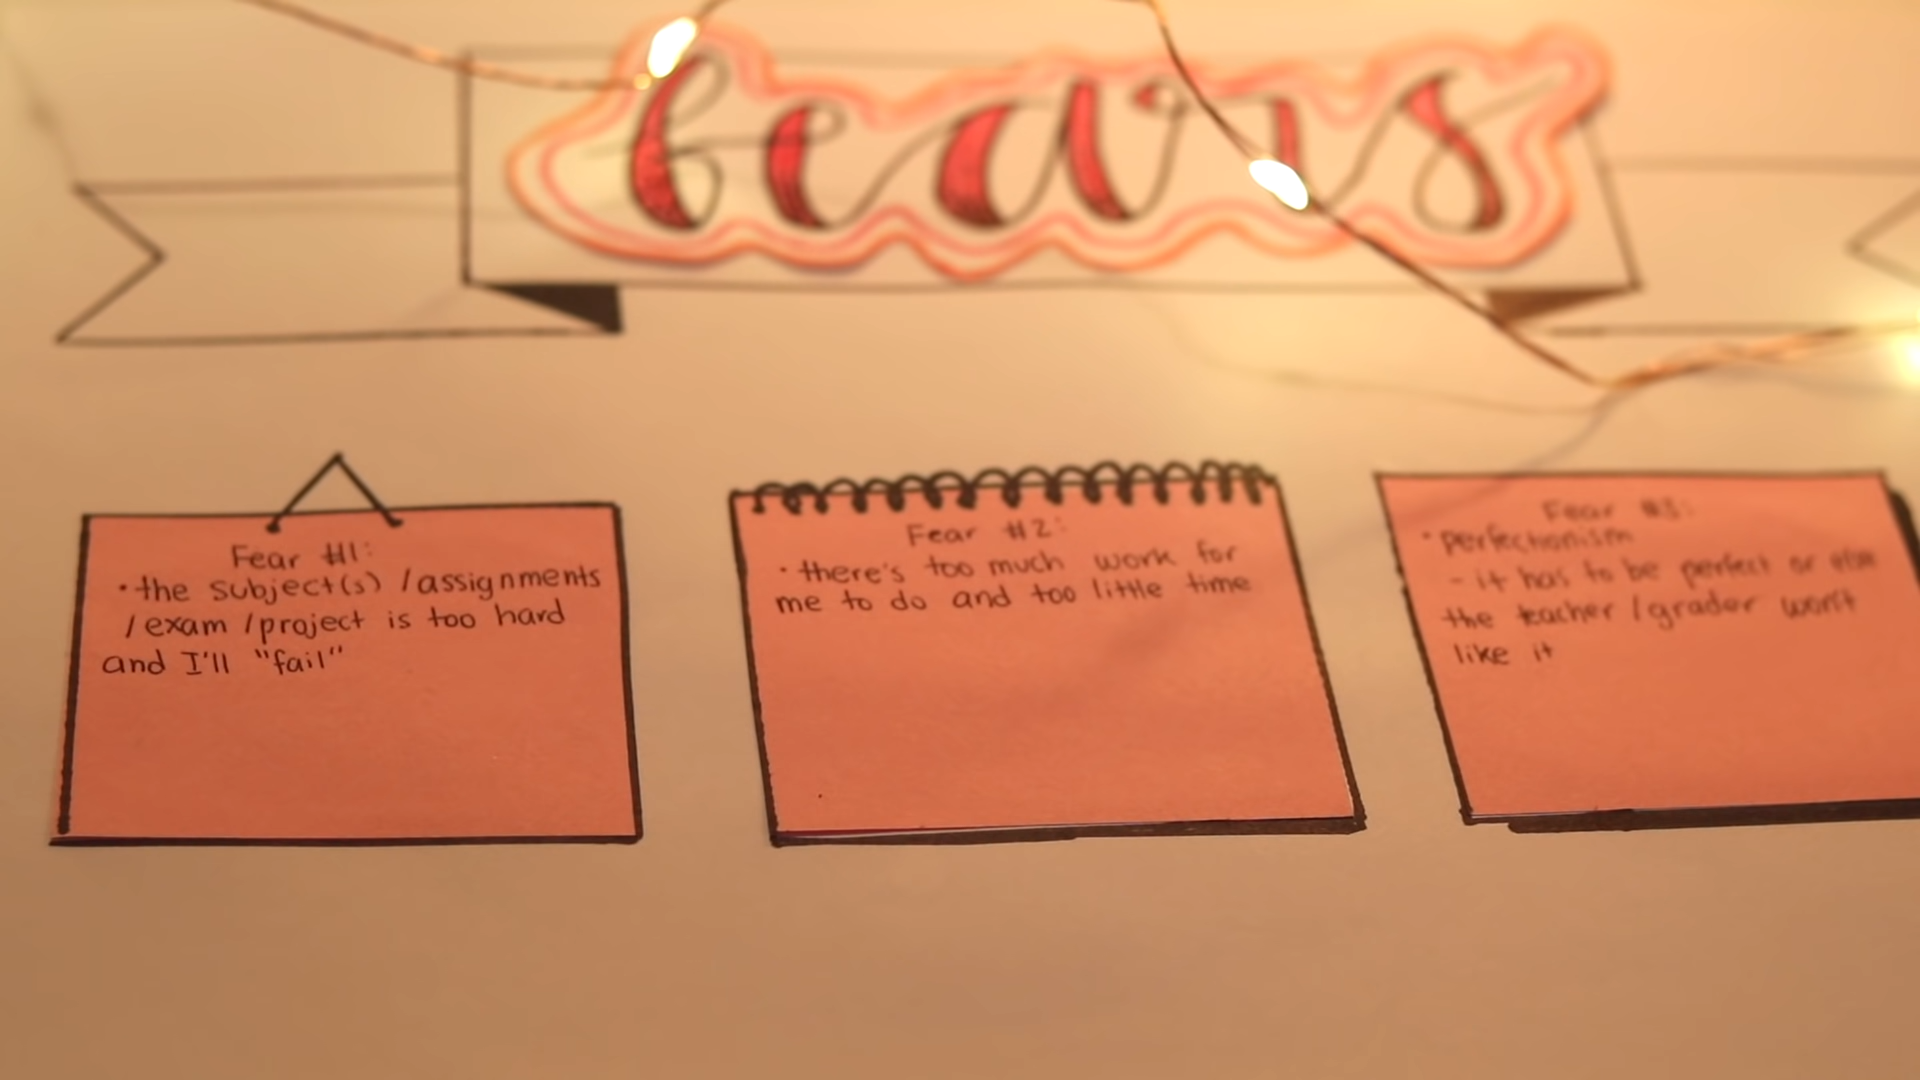 fears
Fear #1:
• the subject(s) /assignments
/exam /project is too hard
and I'll "fail"
Fear #2:
• there's too much work for
me to do and too little time
Fear #3:
• perfectionism
- it has to be perfect or else
the teacher/grader won't
like it